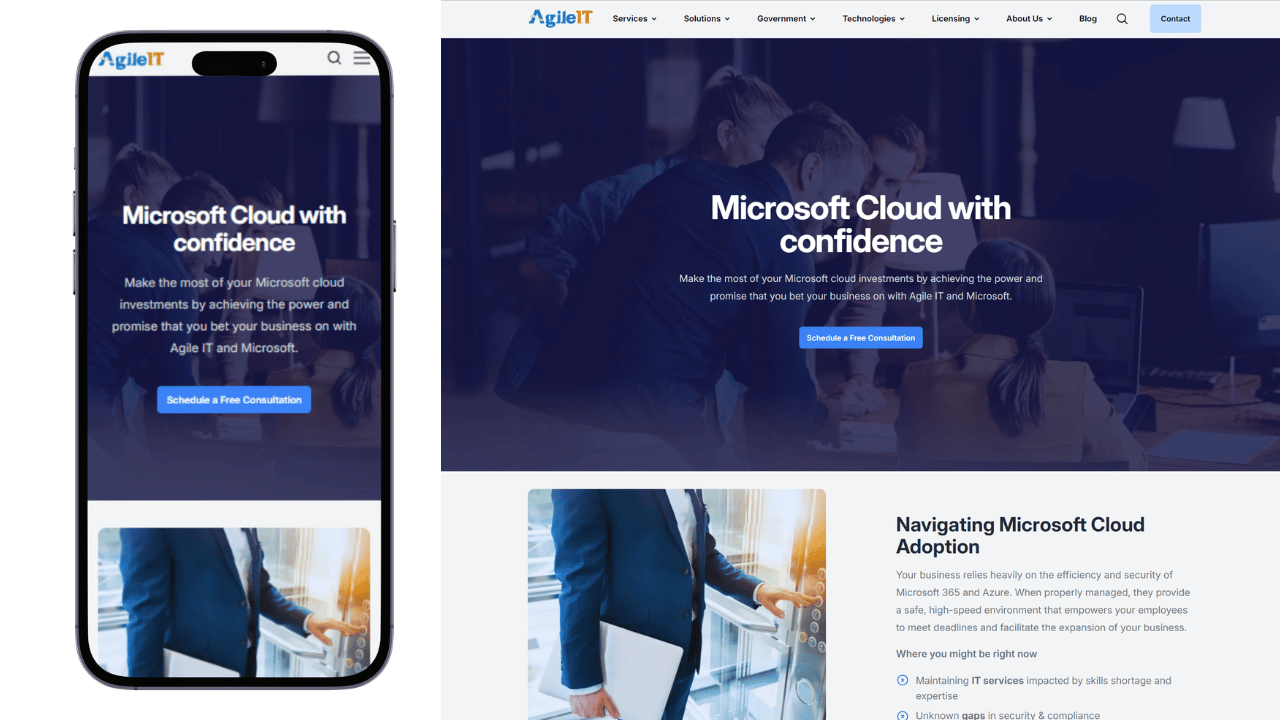 AgileIT
Microsoft Cloud with
confidence
Make the most of your Microsoft cloud
investments by achieving the power and
promise that you bet your business on with
Agile IT and Microsoft.
Schedule a Free Consultation
AgileIT
Services
Solutions
Government
Technologies
Licensing
About Us
Blog
Contact
Microsoft Cloud with
confidence
Make the most of your Microsoft cloud investments by achieving the power and
promise that you bet your business on with Agile IT and Microsoft.
Schedule a Free Consultation
Navigating Microsoft Cloud
Adoption
Your business relies heavily on the efficiency and security of
Microsoft 365 and Azure. When properly managed, they provide
a safe, high-speed environment that empowers your employees
to meet deadlines and facilitate the expansion of your business.
Where you might be right now
Maintaining IT services impacted by skills shortage and
expertise
Unknown gaps in security & compliance